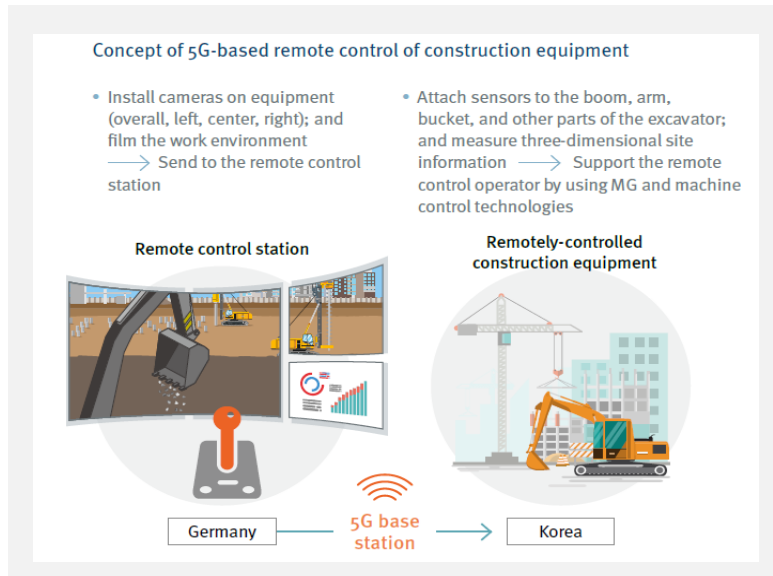 Concept of 5G-based remote control of construction equipment
• Install cameras on equipment
(overall, left, center, right); and
film the work environment
→ Send to the remote control
station
• Attach sensors to the boom, arm,
bucket, and other parts of the excavator;
and measure three-dimensional site
information → Support the remote
control operator by using MG and machine
control technologies
Remote control station
Remotely-controlled
construction equipment
Germany
5G base
station
Korea